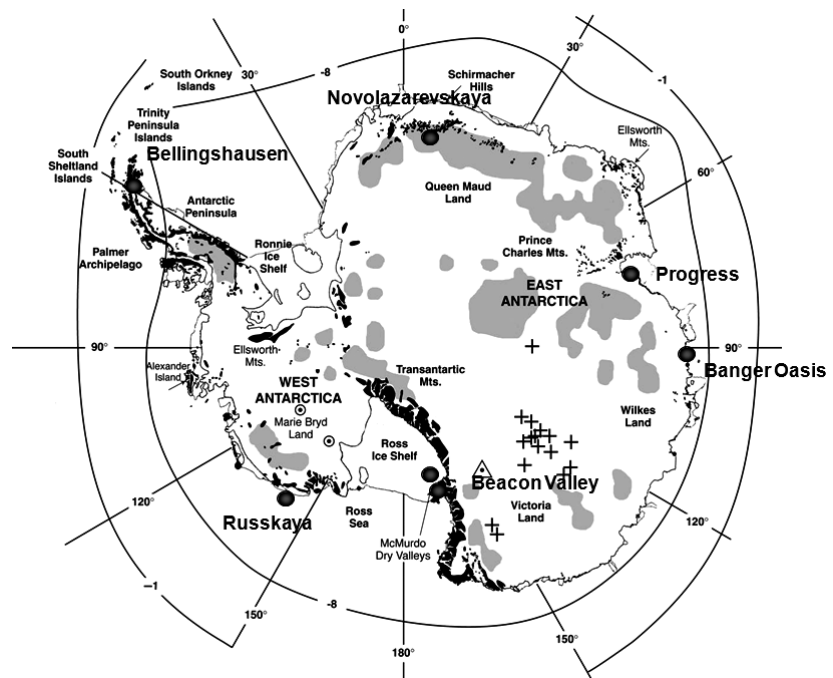 0°
30°
30°
-8
-1
South Orkney
Islands
Schirmacher
Hills
Novolazarevskaya
Trinity
Peninsula
Islands
Ellsworth
Mts.
South
Sheltland
Islands
Bellingshausen
60°
Queen Maud
Land
Antarctic
Peninsula
Palmer
Archipelago
Ronnie
Ice
Shelf
Prince
Charles Mts.
Progress
EAST
ANTARCTICA
90°
90°
Ellsworth-
Mts.
Banger Oasis
Alexander
Island
WEST
ANTARCTICA
Transantartic
Mts.
Marie Bryd
Land
Wilkes
Land
Ross
Ice Shelf
Beacon Valley
Victoria
Land
120°
Russkaya
Ross
Sea
120°
McMurdo
Dry Valleys
-1
-8
150°
150°
180°